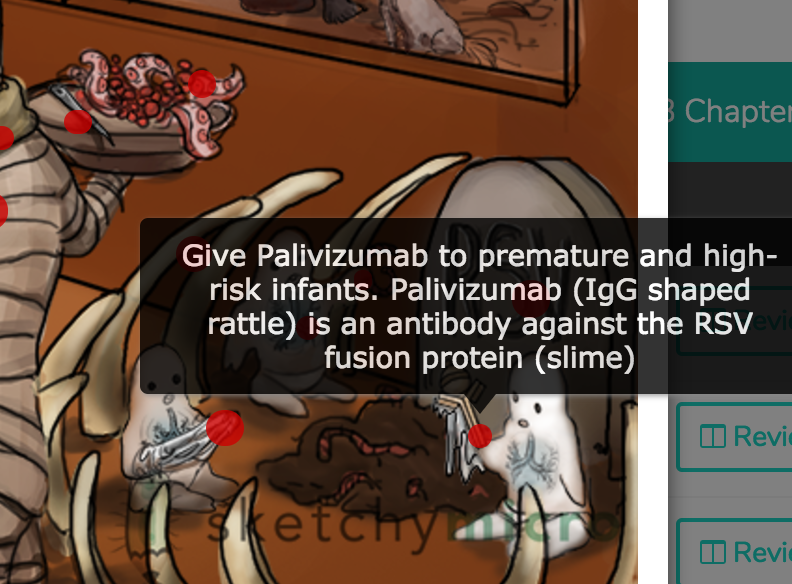 3 Chapter
Give Palivizumab to premature and high-
risk infants. Palivizumab (IgG shaped
rattle) is an antibody against the RSV
fusion protein (slime)
RSV
Revi
sketchymicro
Revi